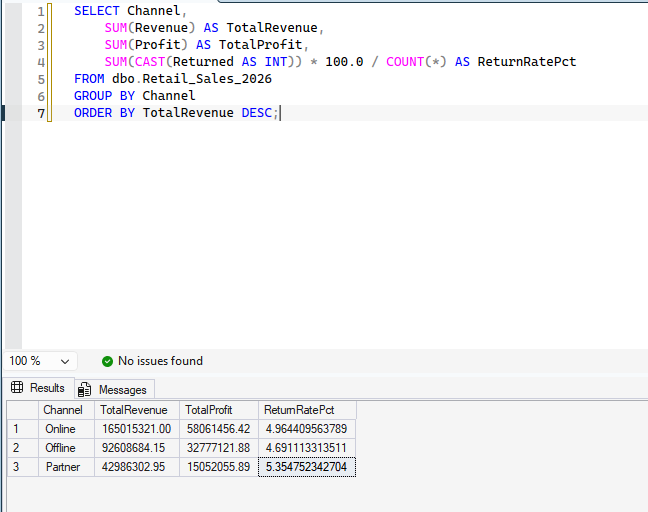 1 SELECT Channel,
2 SUM(Revenue) AS TotalRevenue,
3 SUM(Profit) AS TotalProfit,
4 SUM(CAST(Returned AS INT)) * 100.0 / COUNT(*) AS ReturnRatePct
5 FROM dbo.Retail_Sales_2026
6 GROUP BY Channel
7 ORDER BY TotalRevenue DESC;
100 % No issues found
Results Messages
Channel TotalRevenue TotalProfit ReturnRatePct
1 Online 165015321.00 58061456.42 4.964409563789
2 Offline 92608684.15 32777121.88 4.691113313511
3 Partner 42986302.95 15052055.89 5.354752342704